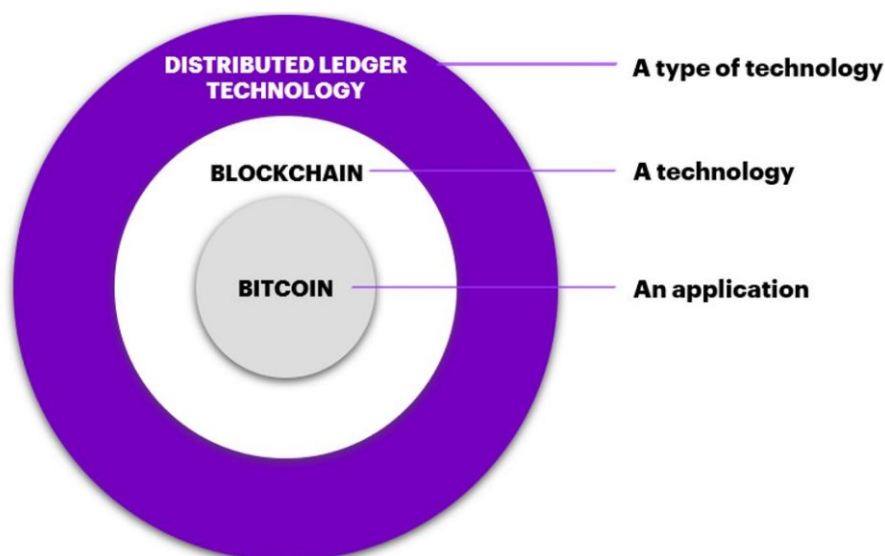 DISTRIBUTED LEDGER
TECHNOLOGY
A type of technology
BLOCKCHAIN
A technology
BITCOIN
An application